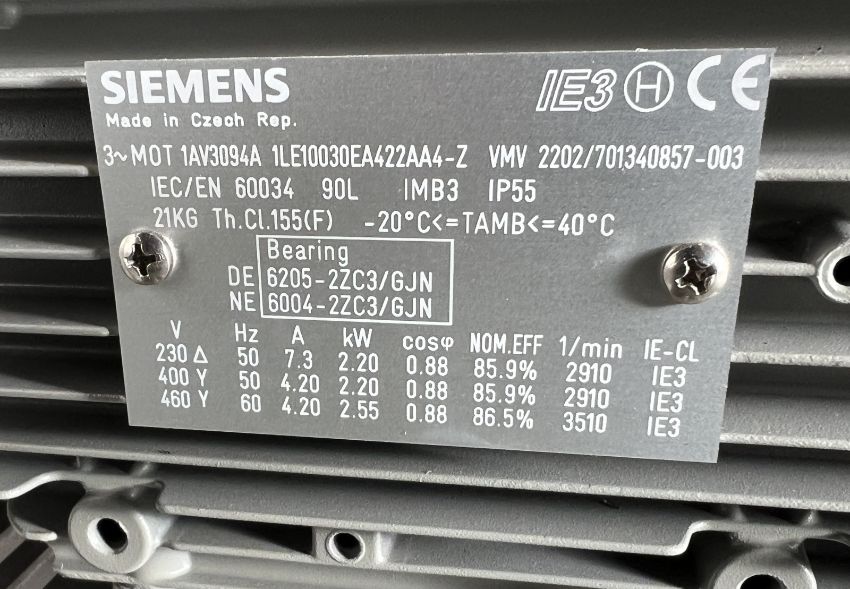 SIEMENS IE3 H CE
Made in Czech Rep.
3~MOT 1AV3094A 1LE10030EA422AA4-Z VMV 2202/701340857-003
IEC/EN 60034 90L IMB3 IP55
21KG Th.Cl.155(F) -20°C<=TAMB<=40°C
Bearing
DE 6205-2ZC3/GJN
NE 6004-2ZC3/GJN
V Hz A kW cosφ NOM.EFF 1/min IE-CL
230 Δ 50 7.3 2.20 0.88 85.9% 2910 IE3
400 Y 50 4.20 2.20 0.88 85.9% 2910 IE3
460 Y 60 4.20 2.55 0.88 86.5% 3510 IE3